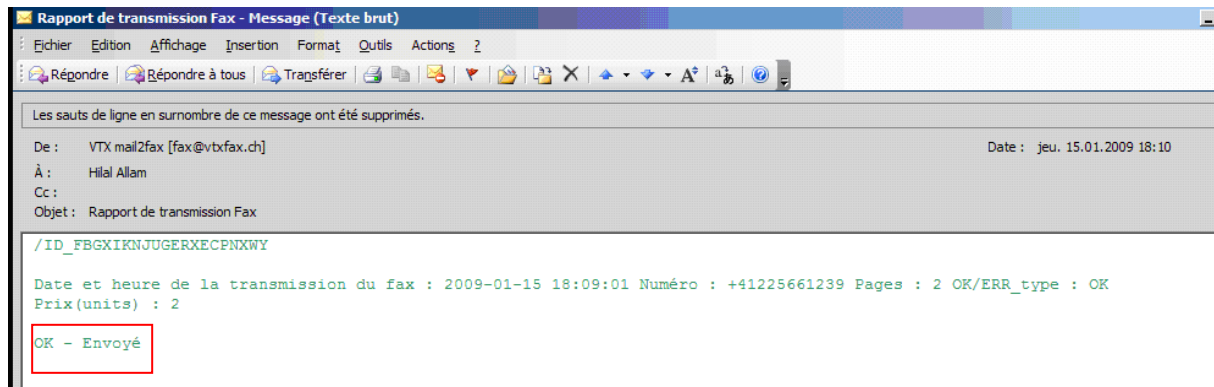 Rapport de transmission Fax - Message (Texte brut)
Fichier Edition Affichage Insertion Format Outils Actions ?
Répondre Répondre à tous Transférer
Les sauts de ligne en surnombre de ce message ont été supprimés.
De : VTX mail2fax [fax@vtxfax.ch] Date : jeu. 15.01.2009 18:10
À : Hilal Allam
Cc :
Objet : Rapport de transmission Fax
/ID_FBGXIKNJUGERXECPNXWY
Date et heure de la transmission du fax : 2009-01-15 18:09:01 Numéro : +41225661239 Pages : 2 OK/ERR_type : OK
Prix(units) : 2
OK - Envoyé